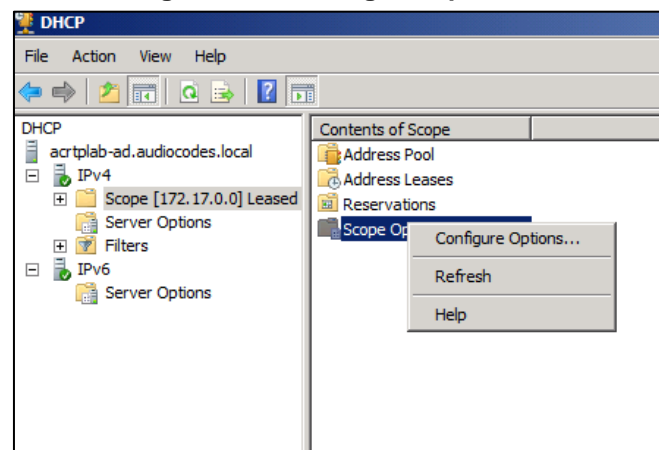 DHCP
File Action View Help
DHCP
acrtplab-ad.audiocodes.local
IPv4
Scope [172.17.0.0] Leased
Server Options
Filters
IPv6
Server Options
Contents of Scope
Address Pool
Address Leases
Reservations
Scope Op
Configure Options...
Refresh
Help